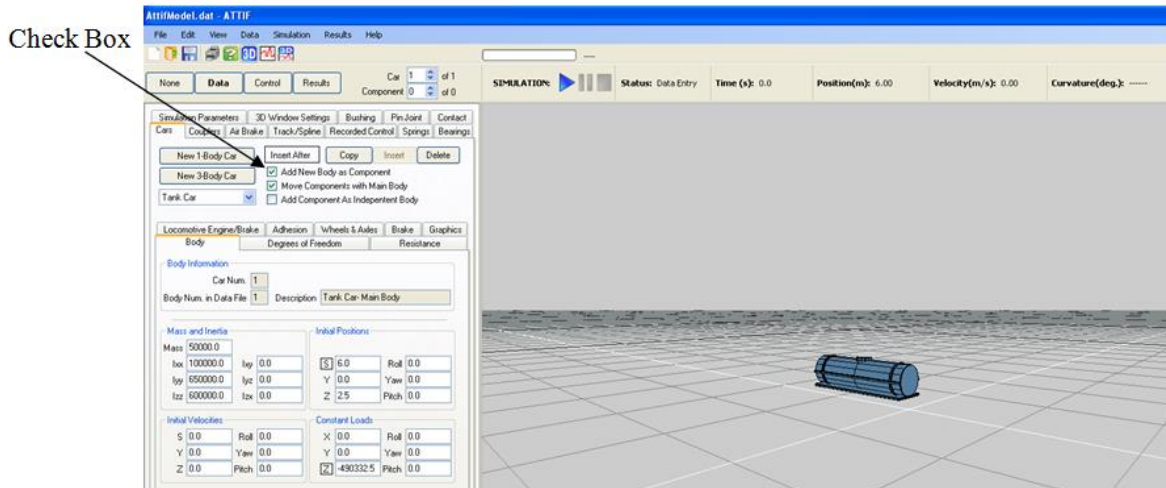 AttifModel.dat - ATTIF
Check Box
File Edit View Data Simulation Results Help
3D
None Data Control Results Car 1 of 1
Component 0 of 0
SIMULATION: Status: Data Entry Time (s): 0.0 Position(m): 6.00 Velocity(m/s): 0.00 Curvature(deg.): -----
Simulation Parameters 3D Window Settings Bushing Pin Joint Contact
Cars Couplers Air Brake Track/Spline Recorded Control Springs Bearings
New 1-Body Car Insert After Copy Insert Delete
New 3-Body Car Add New Body as Component
Move Components with Main Body
Tank Car Add Component As Indepentent Body
Locomotive Engine/Brake Adhesion Wheels & Axles Brake Graphics
Body Degrees of Freedom Resistance
Body Information
Car Num. 1
Body Num. in Data File 1 Description Tank Car- Main Body
Mass and Inertia Initial Positions
Mass 50000.0
Ixx 100000.0 Ixy 0.0 S 6.0 Roll 0.0
Iyy 650000.0 Iyz 0.0 Y 0.0 Yaw 0.0
Izz 600000.0 Izx 0.0 Z 2.5 Pitch 0.0
Initial Velocities Constant Loads
S 0.0 Roll 0.0 X 0.0 Roll 0.0
Y 0.0 Yaw 0.0 Y 0.0 Yaw 0.0
Z 0.0 Pitch 0.0 Z -490332.5 Pitch 0.0